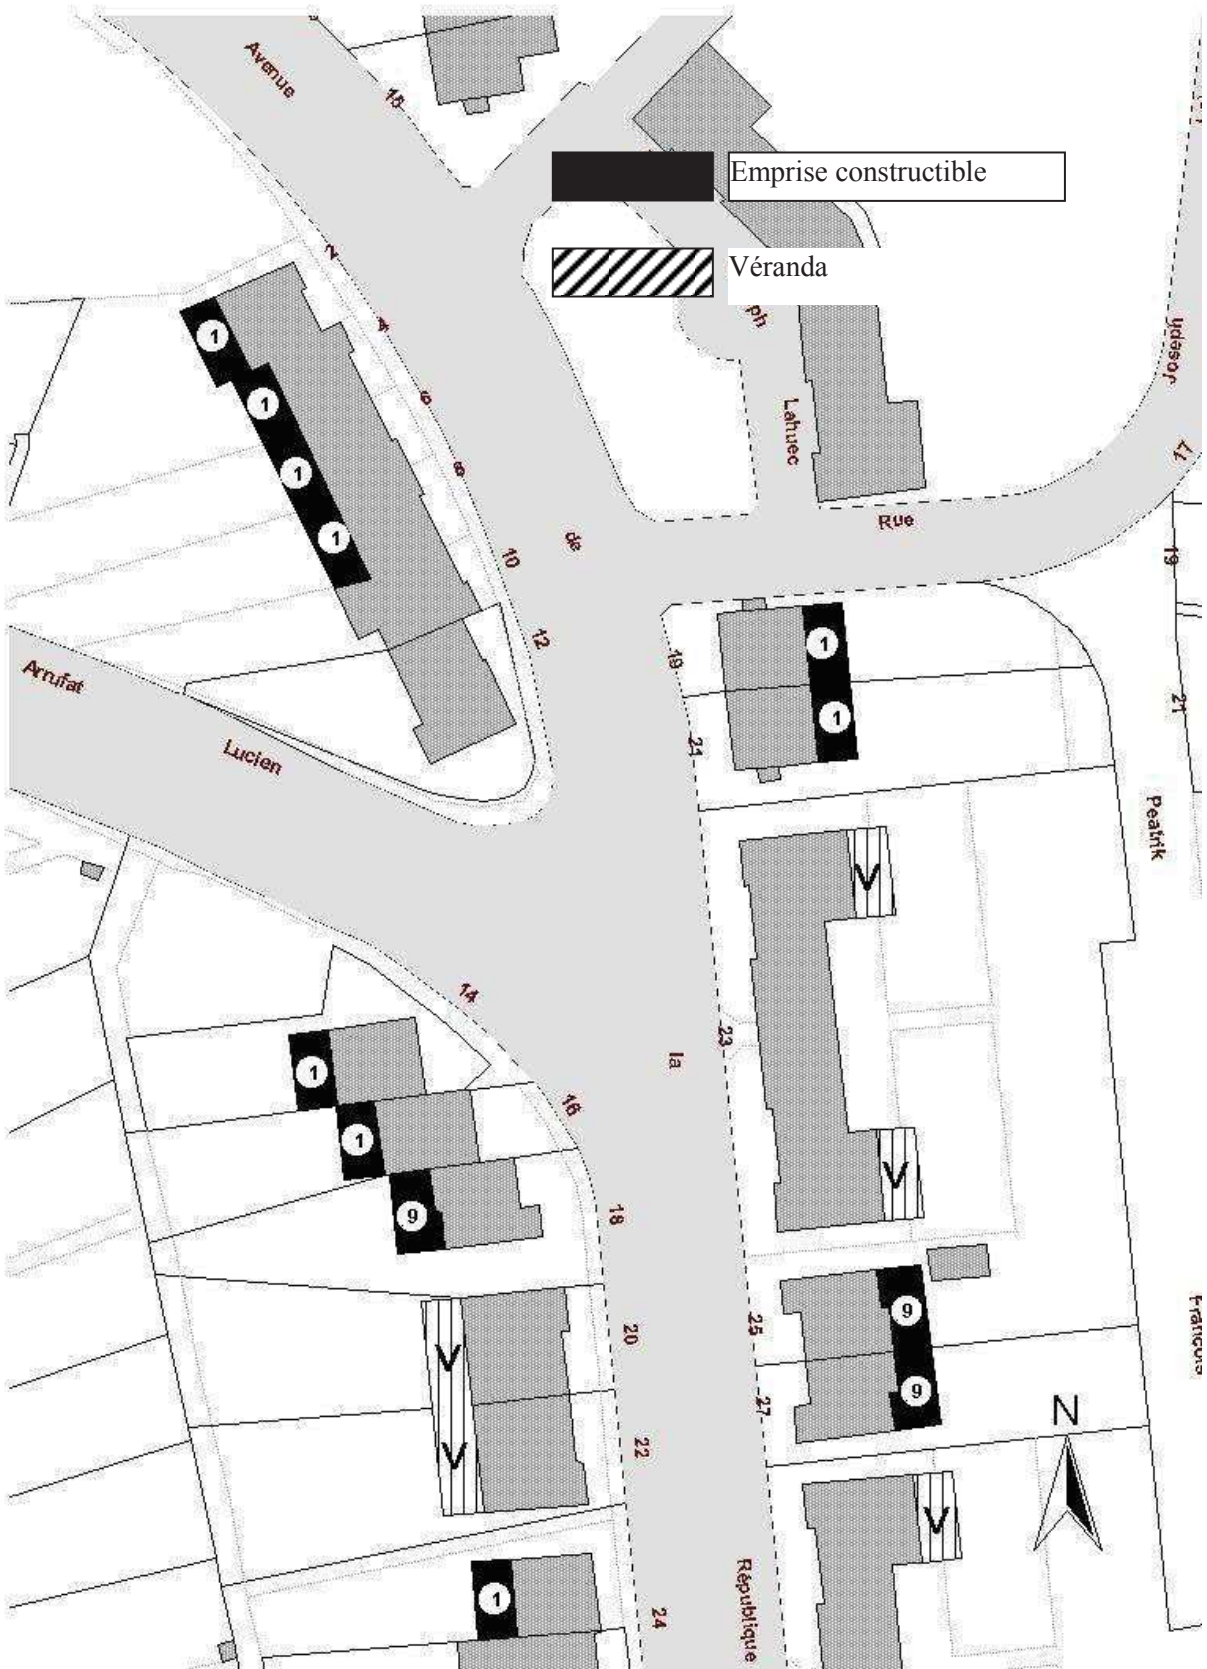 Avenue
15
Emprise constructible
Véranda
2
4
6
8
10
12
de
ph
Lahuec
Rue
Joseph
17
19
21
Peatrik
François
1
1
1
1
Arrufat
Lucien
19
21
1
1
V
23
V
14
16
18
1
1
9
la
20
22
V
V
25
27
9
9
N
V
1
24
République